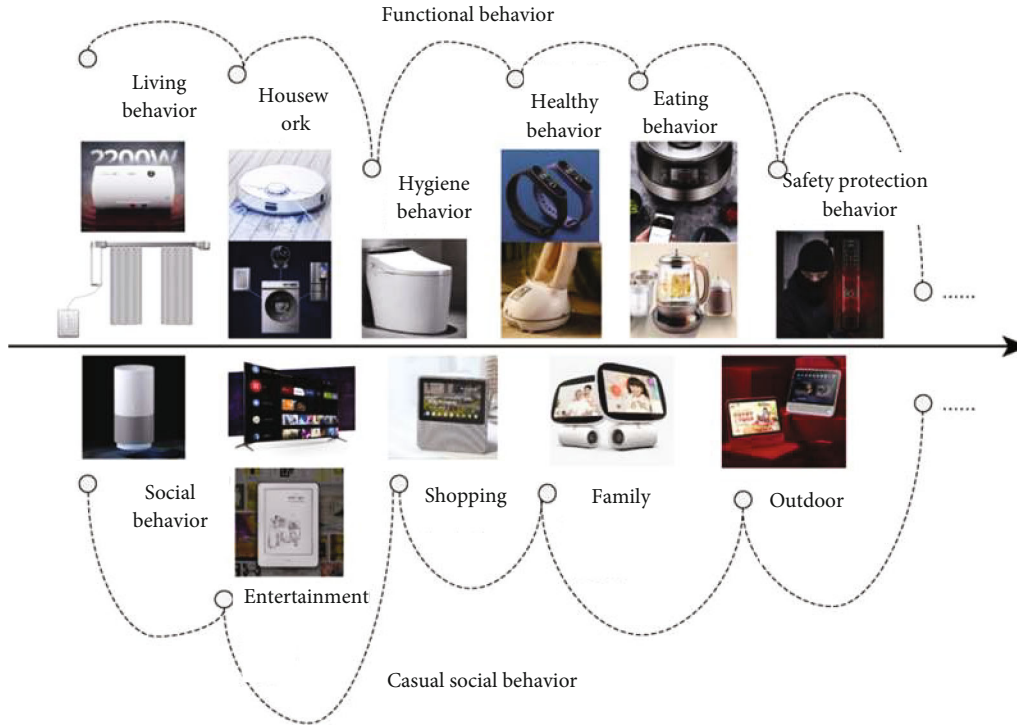 Functional behavior
Living
behavior
Housew
ork
Healthy
behavior
Eating
behavior
Hygiene
behavior
Safety protection
behavior
2200W
......
......
Social
behavior
Entertainment
Shopping
Family
Outdoor
Casual social behavior